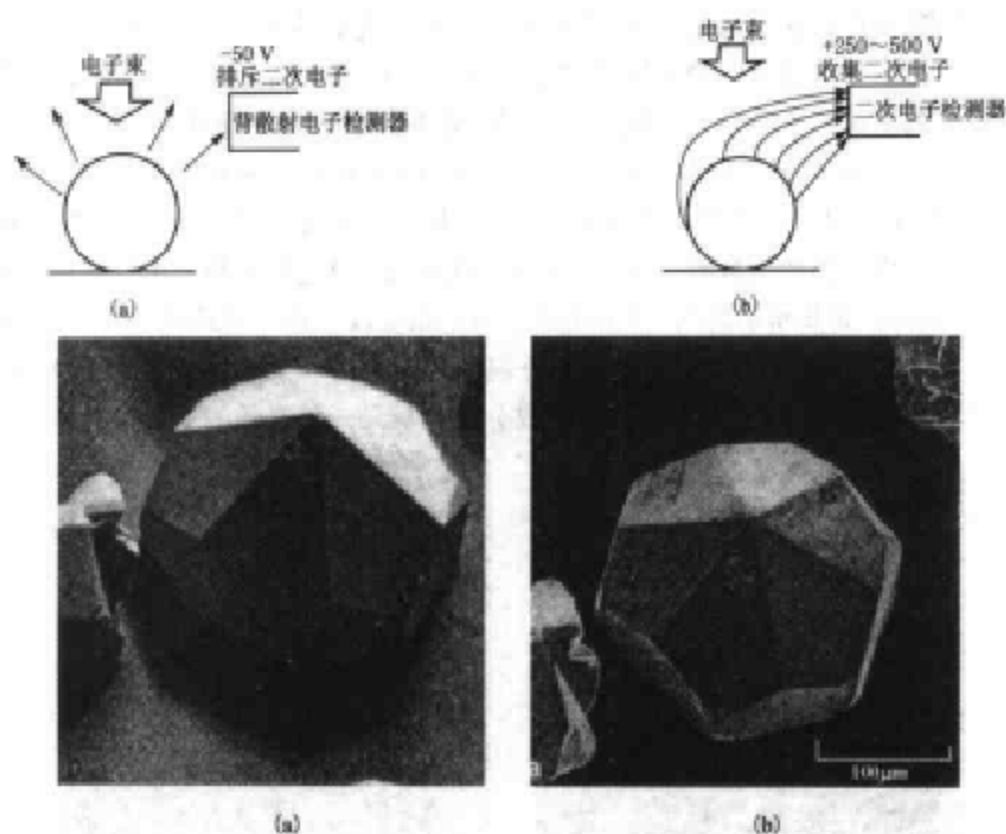 电子束
-50 V
排斥二次电子
背散射电子检测器
(a)
电子束
+250～500 V
收集二次电子
二次电子检测器
(b)
(a)
100μm
(b)